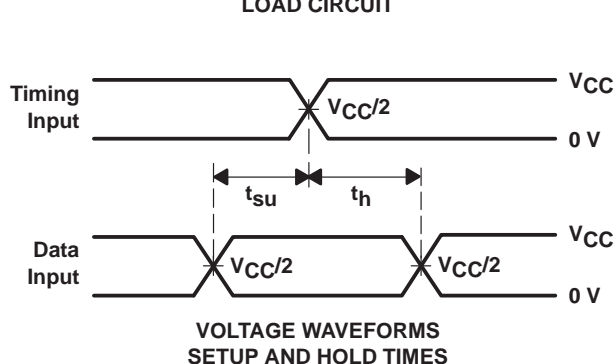 LOAD CIRCUIT
Timing
Input
VCC/2
VCC
0 V
tsu
th
Data
Input
VCC/2
VCC/2
VCC
0 V
VOLTAGE WAVEFORMS
SETUP AND HOLD TIMES